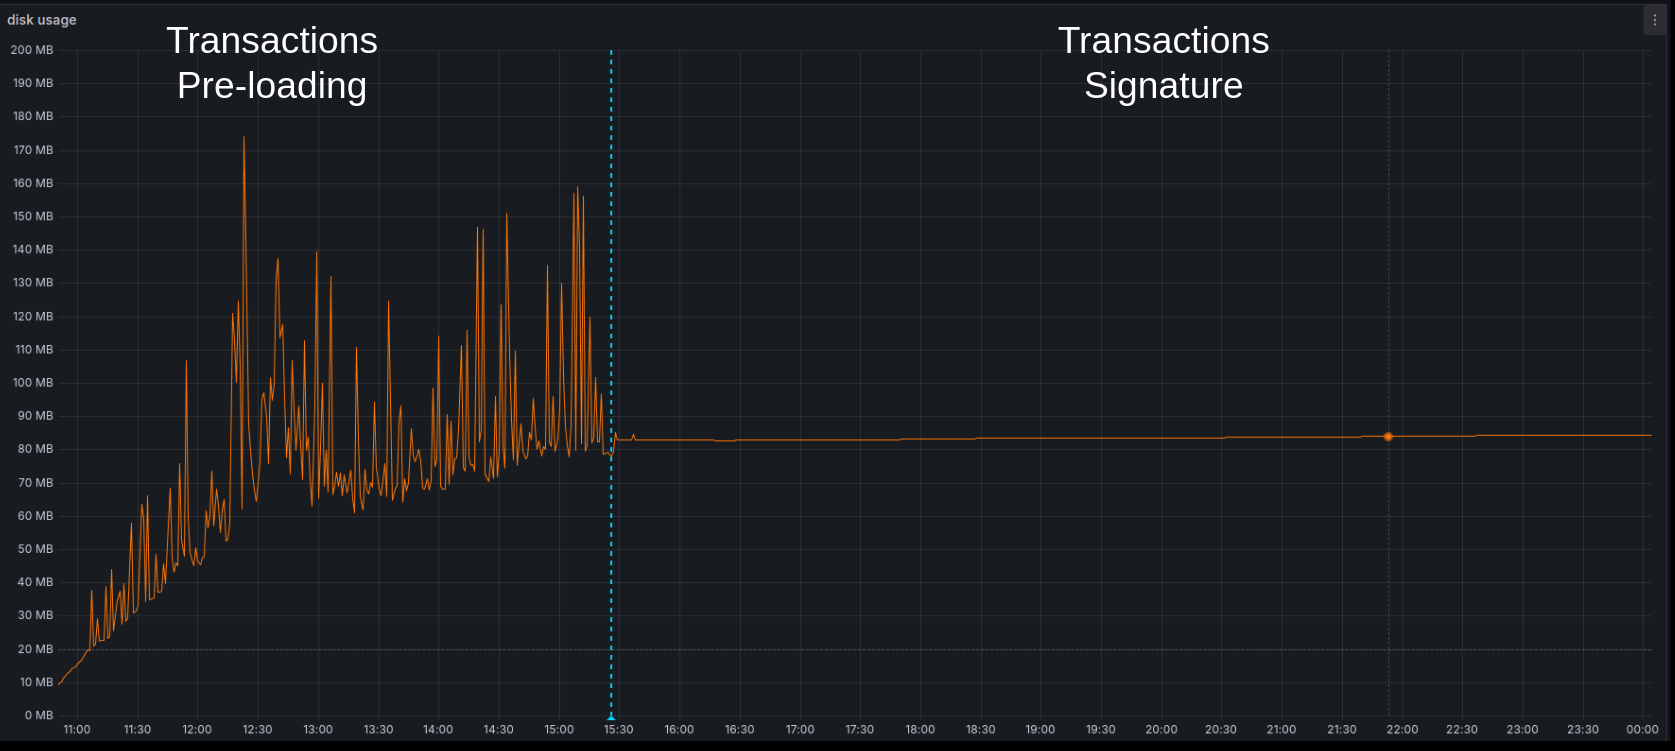 disk usage
Transactions
Pre-loading
Transactions
Signature
200 MB
190 MB
180 MB
170 MB
160 MB
150 MB
140 MB
130 MB
120 MB
110 MB
100 MB
90 MB
80 MB
70 MB
60 MB
50 MB
40 MB
30 MB
20 MB
10 MB
0 MB
11:00 11:30 12:00 12:30 13:00 13:30 14:00 14:30 15:00 15:30 16:00 16:30 17:00 17:30 18:00 18:30 19:00 19:30 20:00 20:30 21:00 21:30 22:00 22:30 23:00 23:30 00:00